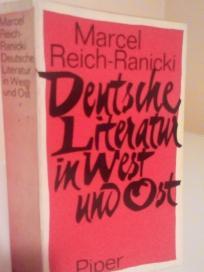 Marcel
Reich-Ranicki
Deutsche
Literatur
in West
und Ost
Piper
Marcel
Reich-
Ranicki
Deutsche
Literatur
in West
und Ost